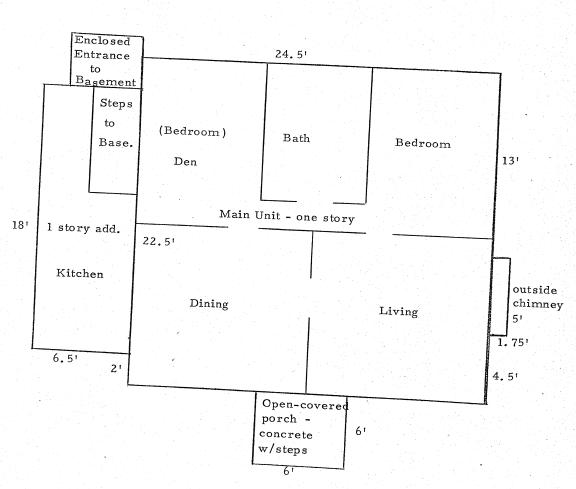 Enclosed
Entrance
to
Basement
24.5'
Steps
to
Base.
(Bedroom)
Den
Bath
Bedroom
13'
Main Unit - one story
18'
1 story add.
22.5'
Kitchen
Dining
Living
outside
chimney
5'
1.75'
6.5'
2'
4.5'
Open-covered
porch -
concrete
w/steps
6'
6'